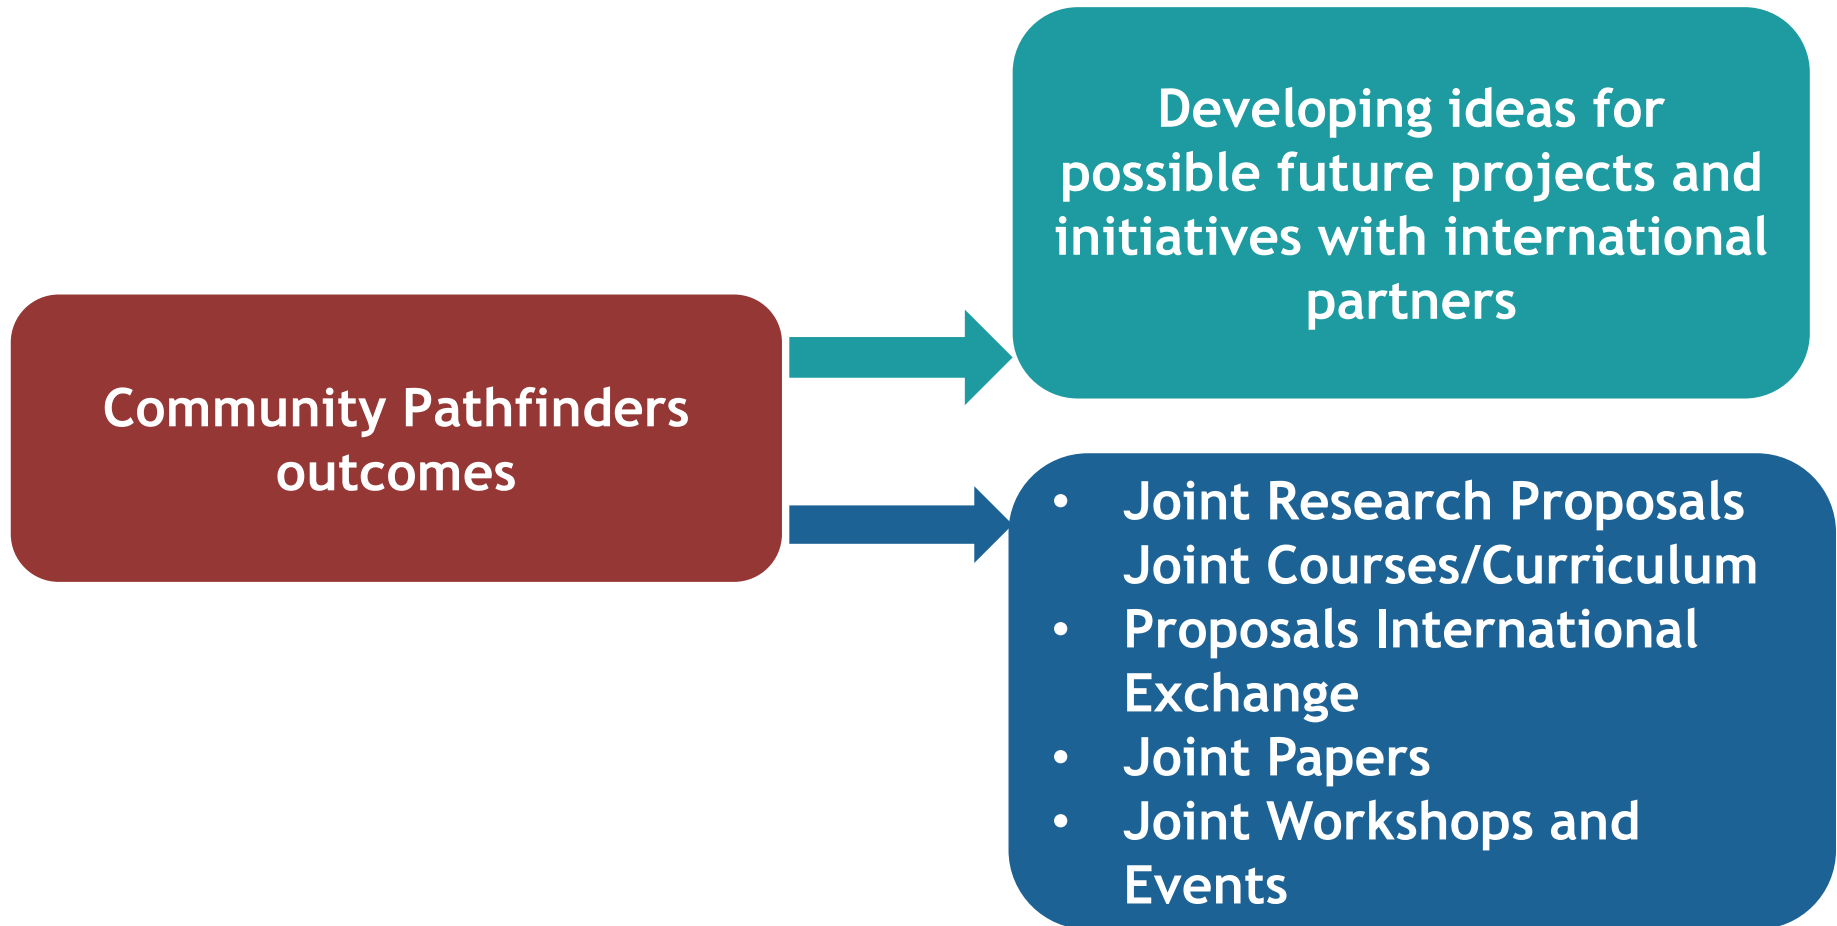 Developing ideas for
possible future projects and
initiatives with international
partners
Community Pathfinders
outcomes
• Joint Research Proposals
Joint Courses/Curriculum
• Proposals International
Exchange
• Joint Papers
• Joint Workshops and
Events